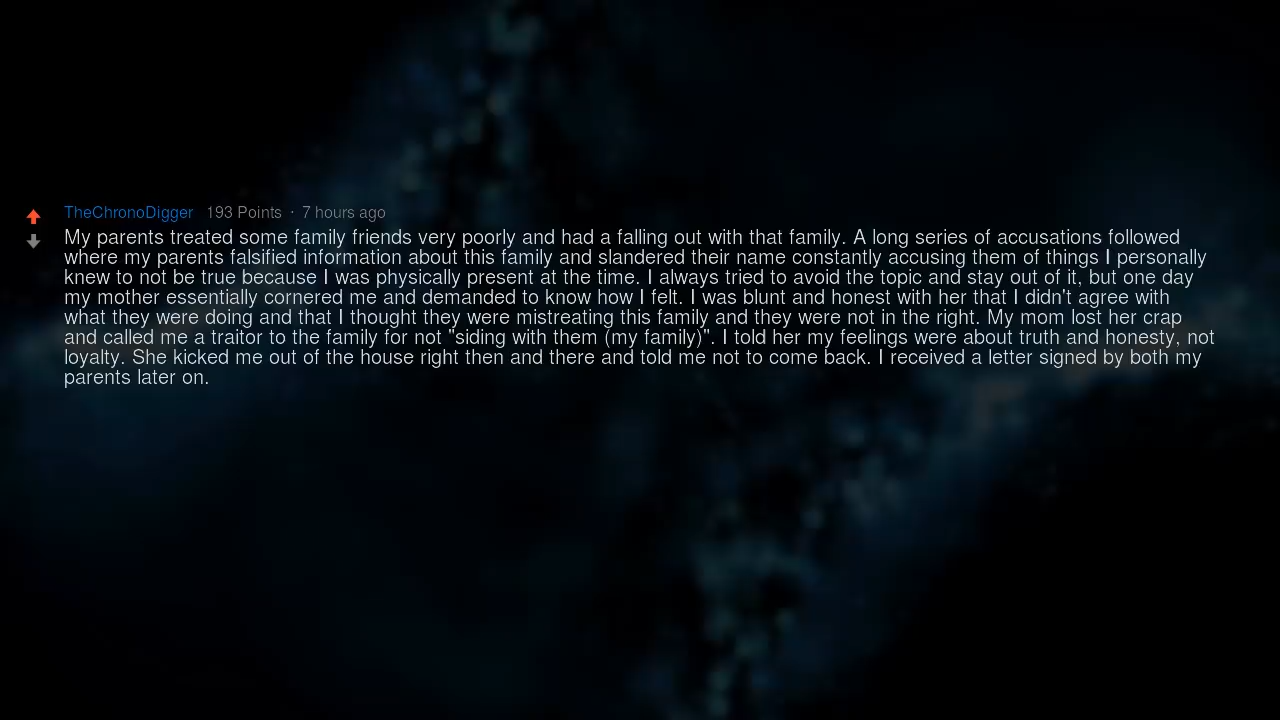 TheChronoDigger 193 Points · 7 hours ago
My parents treated some family friends very poorly and had a falling out with that family. A long series of accusations followed
where my parents falsified information about this family and slandered their name constantly accusing them of things I personally
knew to not be true because I was physically present at the time. I always tried to avoid the topic and stay out of it, but one day
my mother essentially cornered me and demanded to know how I felt. I was blunt and honest with her that I didn't agree with
what they were doing and that I thought they were mistreating this family and they were not in the right. My mom lost her crap
and called me a traitor to the family for not "siding with them (my family)". I told her my feelings were about truth and honesty, not
loyalty. She kicked me out of the house right then and there and told me not to come back. I received a letter signed by both my
parents later on.